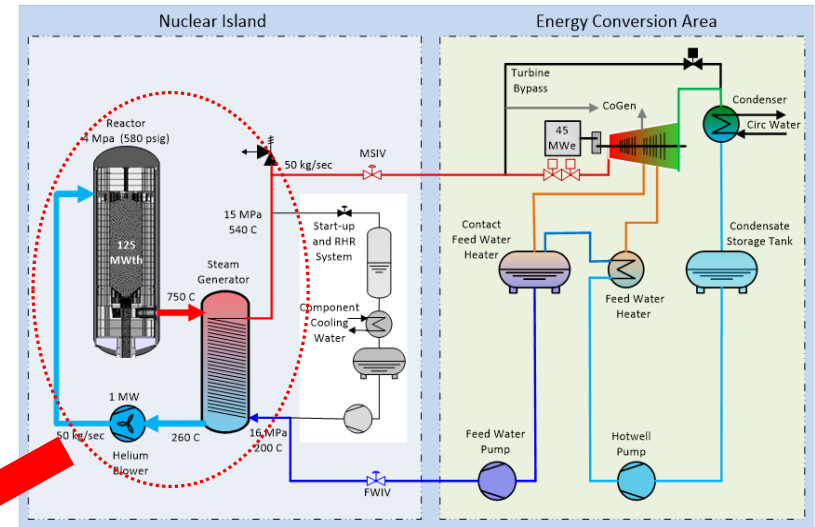 Nuclear Island
Energy Conversion Area
Reactor
4 Mpa (580 psig)
125
MWth
750 C
Steam
Generator
1 MW
50 kg/sec
260 C
Helium
Blower
50 kg/sec
MSIV
15 MPa
540 C
Start-up
and RHR
System
Component
Cooling
Water
16 MPa
200 C
FWIV
Turbine
Bypass
CoGen
45
MWe
Condenser
Circ Water
Contact
Feed Water
Heater
Feed Water
Heater
Condensate
Storage Tank
Feed Water
Pump
Hotwell
Pump